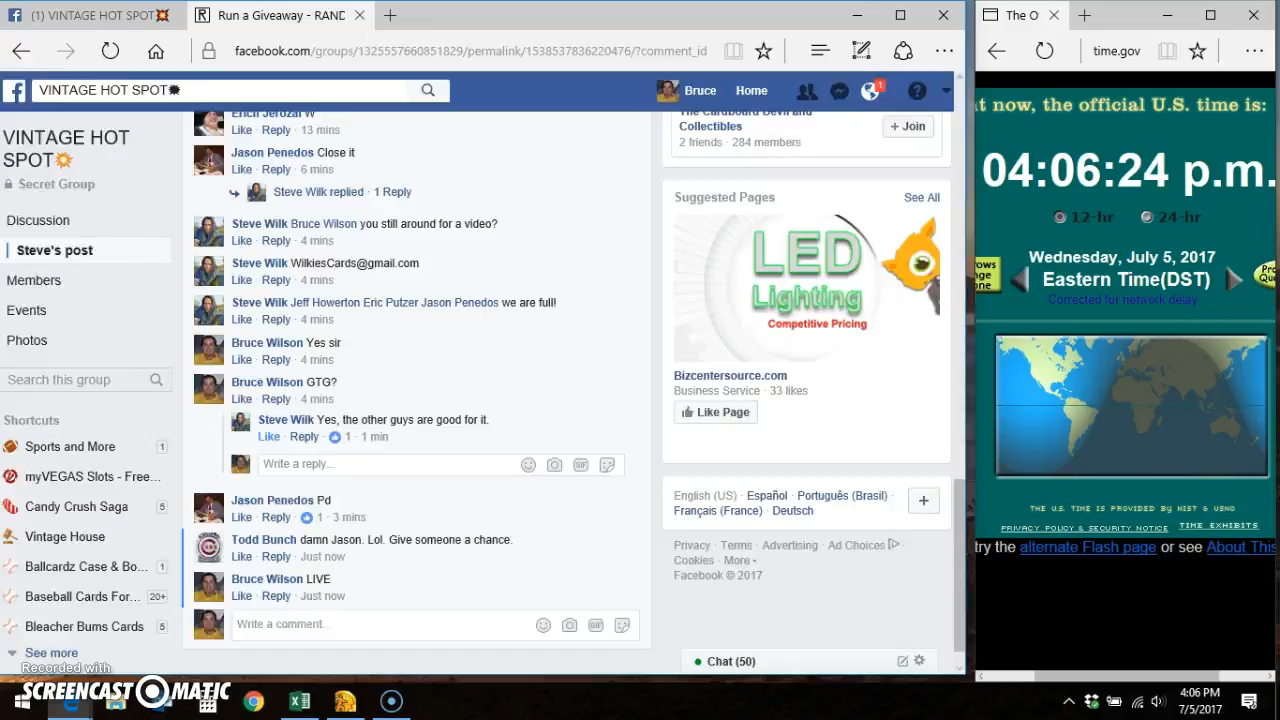 (1) VINTAGE HOT SPOT💥
Run a Giveaway - RAND
The O
facebook.com/groups/1325557660851829/permalink/1538537836220476/?comment_id
time.gov
VINTAGE HOT SPOT✹
Bruce
Home
1
VINTAGE HOT
SPOT💥
Secret Group
Discussion
Steve's post
Members
Events
Photos
Search this group
Shortcuts
Sports and More 1
myVEGAS Slots - Free...
Candy Crush Saga 5
Vintage House
Ballcardz Case & Bo... 1
Baseball Cards For... 20+
Bleacher Bums Cards 5
See more
Erich Jerozal W
Like · Reply · 13 mins
Jason Penedos Close it
Like · Reply · 6 mins
Steve Wilk replied · 1 Reply
Steve Wilk Bruce Wilson you still around for a video?
Like · Reply · 4 mins
Steve Wilk WilkiesCards@gmail.com
Like · Reply · 4 mins
Steve Wilk Jeff Howerton Eric Putzer Jason Penedos we are full!
Like · Reply · 4 mins
Bruce Wilson Yes sir
Like · Reply · 4 mins
Bruce Wilson GTG?
Like · Reply · 4 mins
Steve Wilk Yes, the other guys are good for it.
Like · Reply · 1 · 1 min
Write a reply...
GIF
Jason Penedos Pd
Like · Reply · 1 · 3 mins
Todd Bunch damn Jason. Lol. Give someone a chance.
Like · Reply · Just now
Bruce Wilson LIVE
Like · Reply · Just now
Write a comment...
GIF
The Cardboard Devil and
Collectibles
2 friends · 284 members
+ Join
Suggested Pages
See All
LED
Lighting
Competitive Pricing
Bizcentersource.com
Business Service · 33 likes
Like Page
English (US) · Español · Português (Brasil) ·
Français (France) · Deutsch
+
Privacy · Terms · Advertising · Ad Choices ·
Cookies · More
Facebook © 2017
Chat (50)
t now, the official U.S. time is:
04:06:24 p.m.
12-hr
24-hr
Wednesday, July 5, 2017
Eastern Time(DST)
Corrected for network delay
THE U.S. TIME IS PROVIDED BY NIST & USNO
PRIVACY POLICY & SECURITY NOTICE
TIME EXHIBITS
try the alternate Flash page or see About This
Recorded with
SCREENCAST MATIC
4:06 PM
7/5/2017